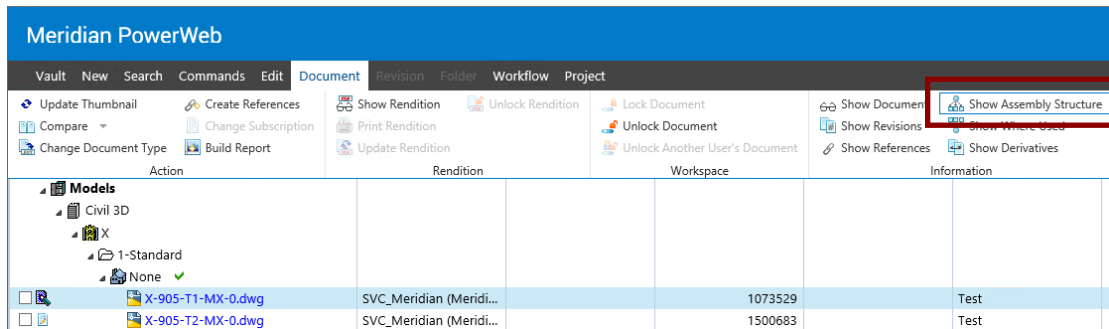 Meridian PowerWeb
Vault New Search Commands Edit Document Revision Folder Workflow Project
Update Thumbnail Create References Show Rendition Unlock Rendition Lock Document Show Document Show Assembly Structure
Compare Change Subscription Print Rendition Unlock Document Show Revisions Show Where Used
Change Document Type Build Report Update Rendition Unlock Another User's Document Show References Show Derivatives
Action Rendition Workspace Information
Models
Civil 3D
X
1-Standard
None
X-905-T1-MX-0.dwg SVC_Meridian (Meridi... 1073529 Test
X-905-T2-MX-0.dwg SVC_Meridian (Meridi... 1500683 Test